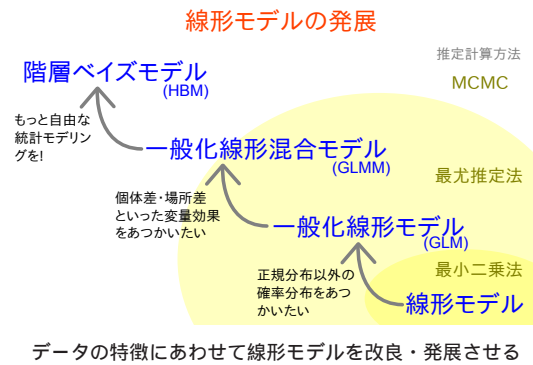 線形モデルの発展
推定計算方法
階層ベイズモデル
(HBM)
MCMC
もっと自由な
統計モデリン
グを!
一般化線形混合モデル
(GLMM)
最尤推定法
個体差・場所差
といった変量効果
をあつかいたい
一般化線形モデル
(GLM)
最小二乗法
正規分布以外の
確率分布をあつ
かいたい
線形モデル
データの特徴にあわせて線形モデルを改良・発展させる